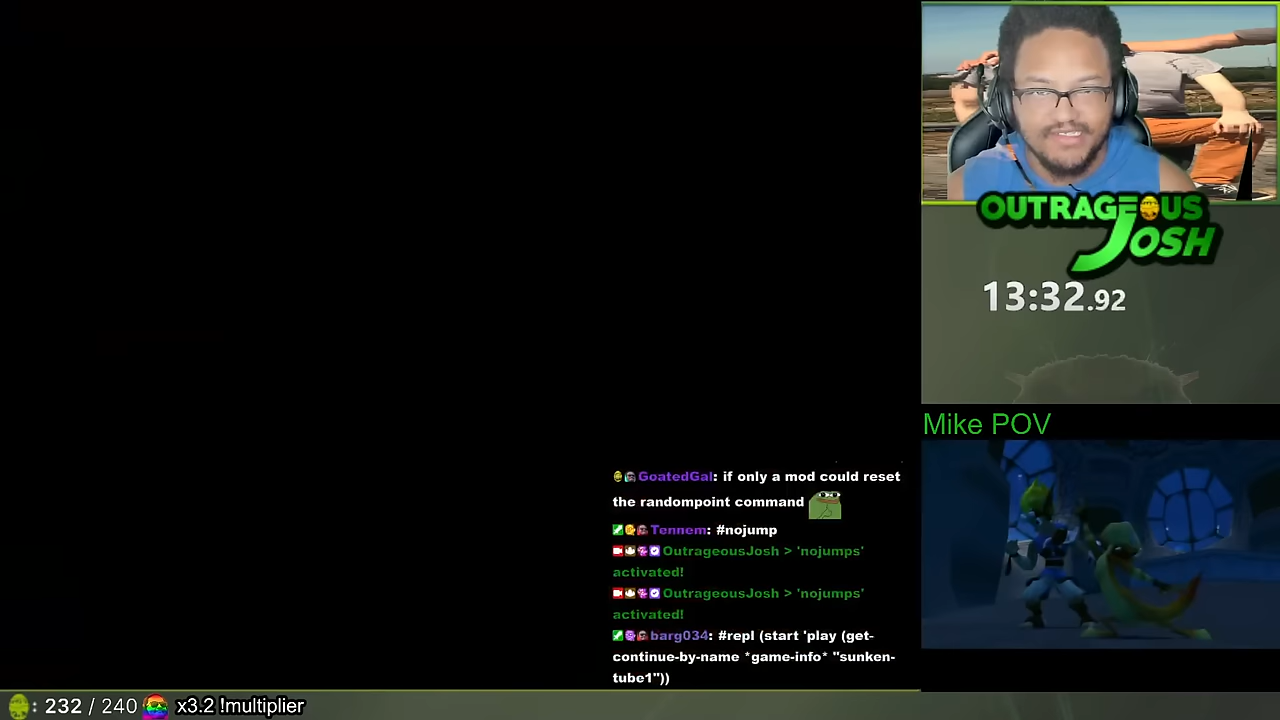 OUTRAGEOUS
JOSH
13:32.92
Mike POV
GoatedGal: if only a mod could reset
the randompoint command
Tennem: #nojump
OutrageousJosh > 'nojumps'
activated!
OutrageousJosh > 'nojumps'
activated!
barg034: #repl (start 'play (get-
continue-by-name *game-info* "sunken-
tube1"))
: 232 / 240 x3.2 !multiplier